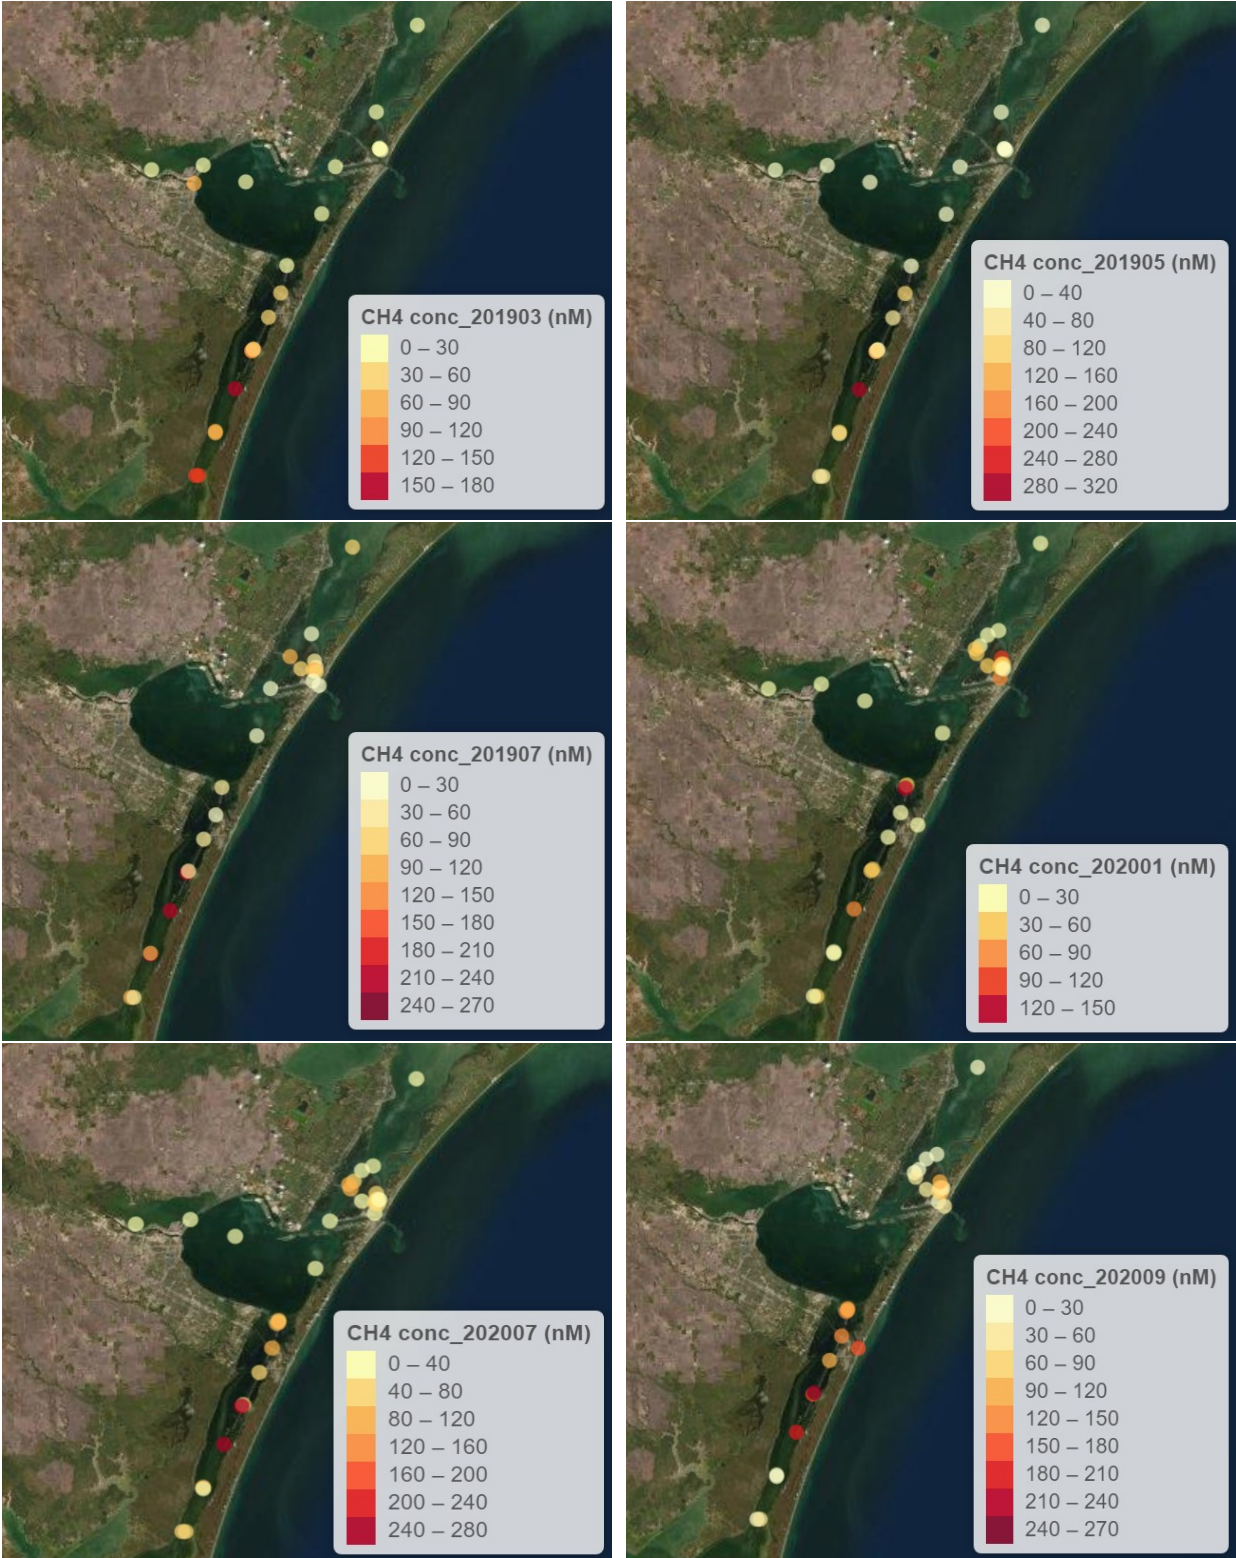 CH4 conc_201903 (nM)
0 – 30
30 – 60
60 – 90
90 – 120
120 – 150
150 – 180
CH4 conc_201905 (nM)
0 – 40
40 – 80
80 – 120
120 – 160
160 – 200
200 – 240
240 – 280
280 – 320
CH4 conc_201907 (nM)
0 – 30
30 – 60
60 – 90
90 – 120
120 – 150
150 – 180
180 – 210
210 – 240
240 – 270
CH4 conc_202001 (nM)
0 – 30
30 – 60
60 – 90
90 – 120
120 – 150
CH4 conc_202007 (nM)
0 – 40
40 – 80
80 – 120
120 – 160
160 – 200
200 – 240
240 – 280
CH4 conc_202009 (nM)
0 – 30
30 – 60
60 – 90
90 – 120
120 – 150
150 – 180
180 – 210
210 – 240
240 – 270